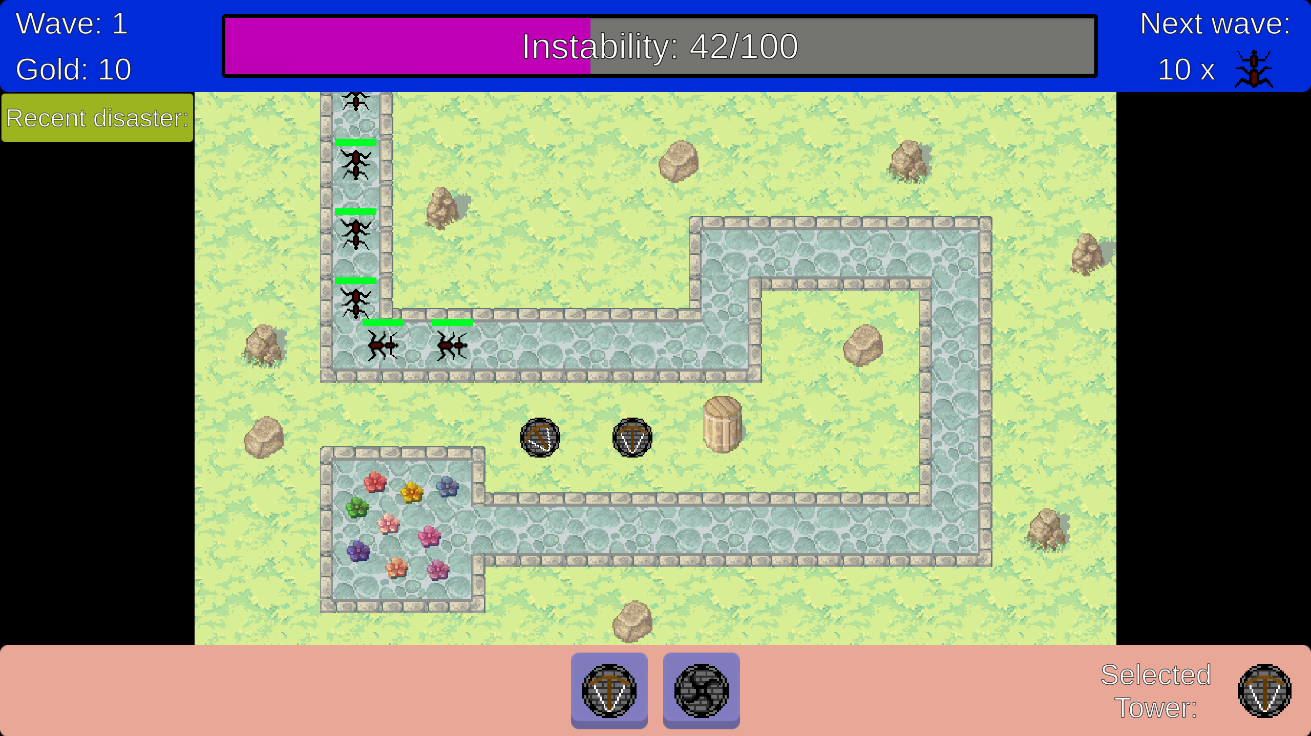 Wave: 1
Gold: 10
Instability: 42/100
Next wave:
10 x
Recent disaster:
Selected
Tower: